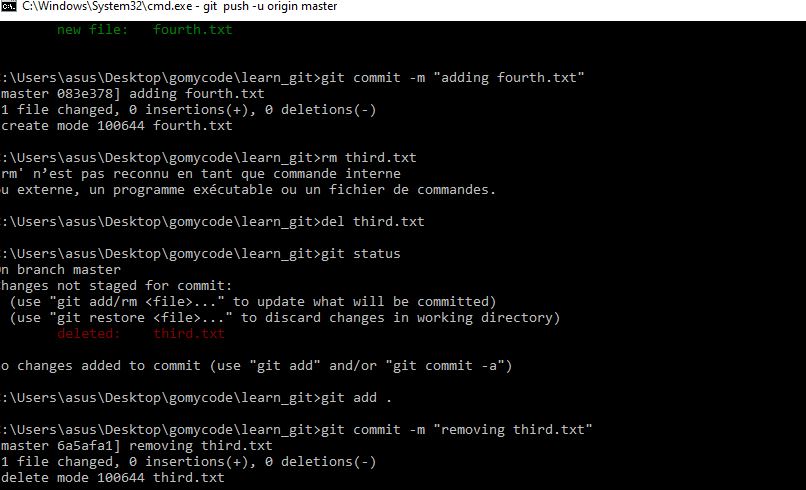 C:\Windows\System32\cmd.exe - git push -u origin master
new file: fourth.txt
:\Users\asus\Desktop\gomycode\learn_git>git commit -m "adding fourth.txt"
master 083e378] adding fourth.txt
1 file changed, 0 insertions(+), 0 deletions(-)
create mode 100644 fourth.txt
:\Users\asus\Desktop\gomycode\learn_git>rm third.txt
rm' n’est pas reconnu en tant que commande interne
ou externe, un programme exécutable ou un fichier de commandes.
:\Users\asus\Desktop\gomycode\learn_git>del third.txt
:\Users\asus\Desktop\gomycode\learn_git>git status
On branch master
Changes not staged for commit:
(use "git add/rm <file>..." to update what will be committed)
(use "git restore <file>..." to discard changes in working directory)
deleted: third.txt
o changes added to commit (use "git add" and/or "git commit -a")
:\Users\asus\Desktop\gomycode\learn_git>git add .
:\Users\asus\Desktop\gomycode\learn_git>git commit -m "removing third.txt"
master 6a5afa1] removing third.txt
1 file changed, 0 insertions(+), 0 deletions(-)
delete mode 100644 third.txt